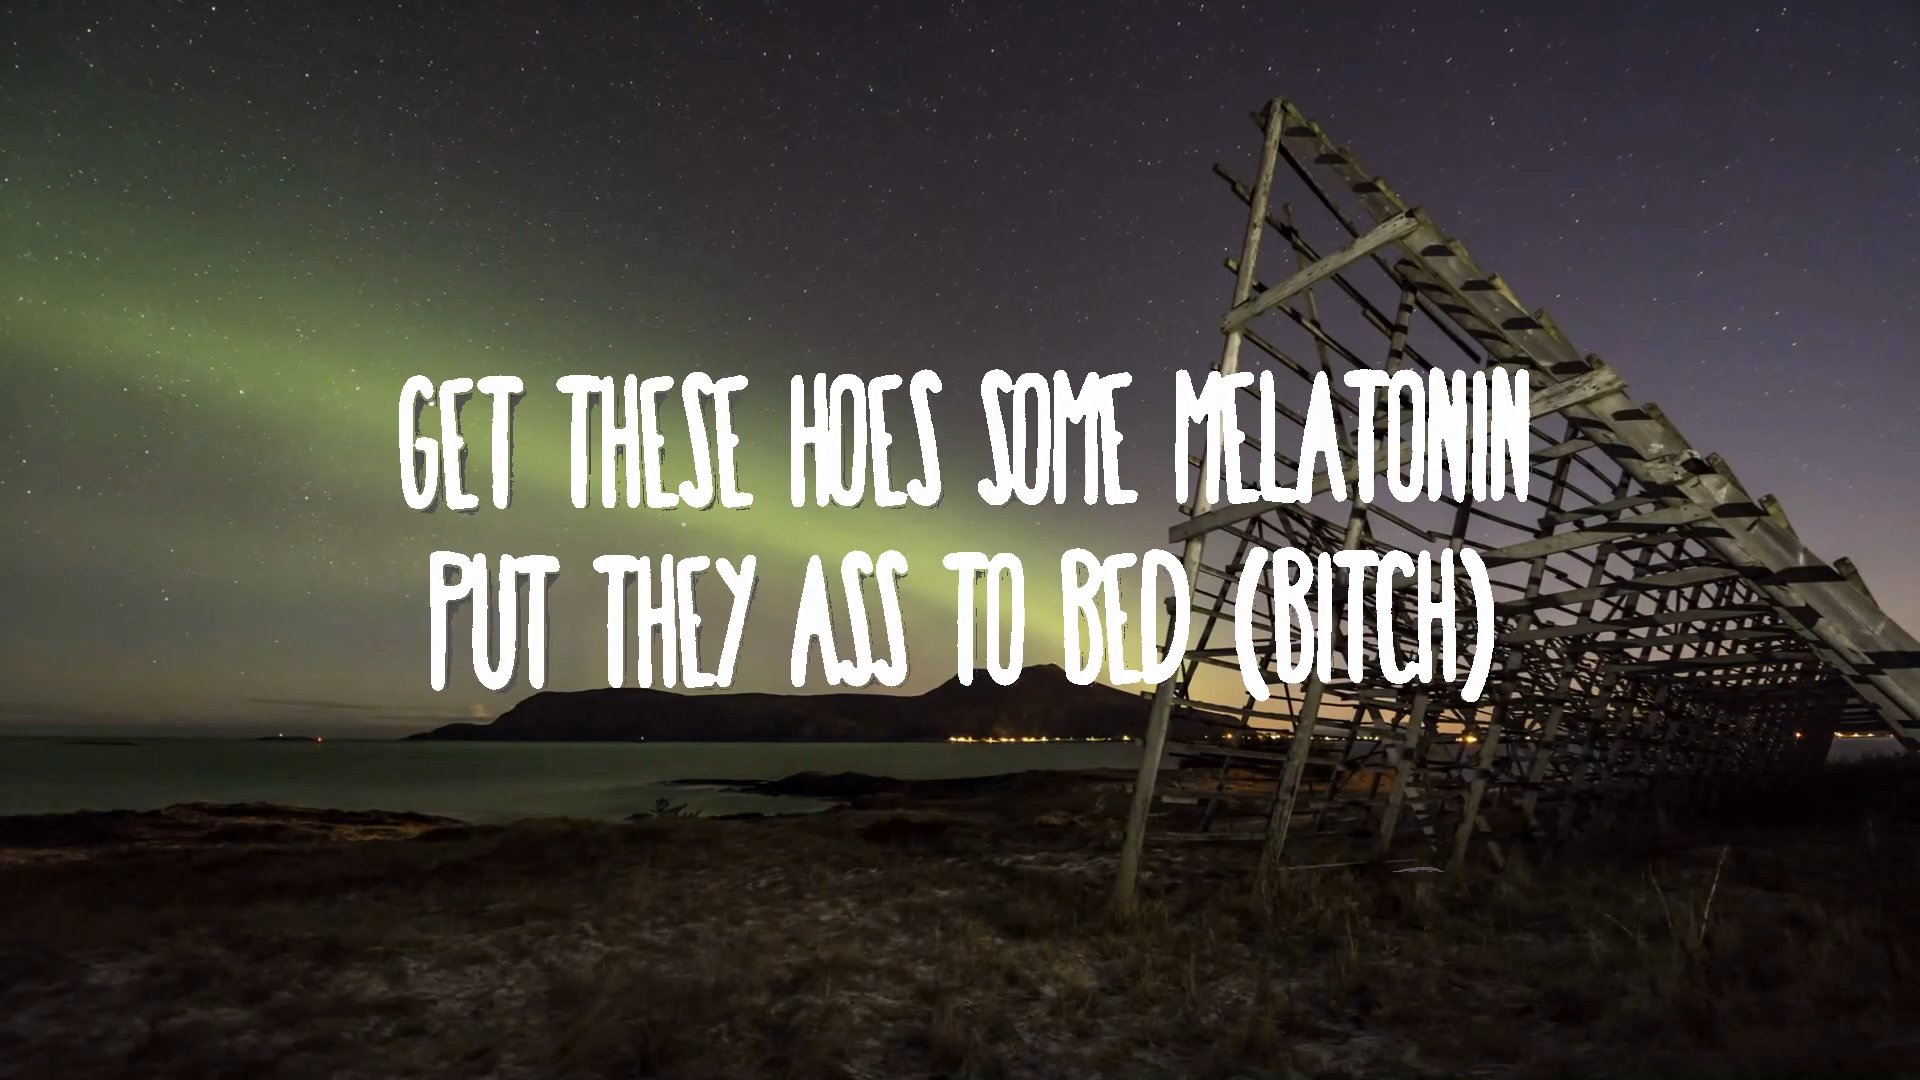 GET THESE HOES SOME MELATONIN
PUT THEY ASS TO BED (BITCH)